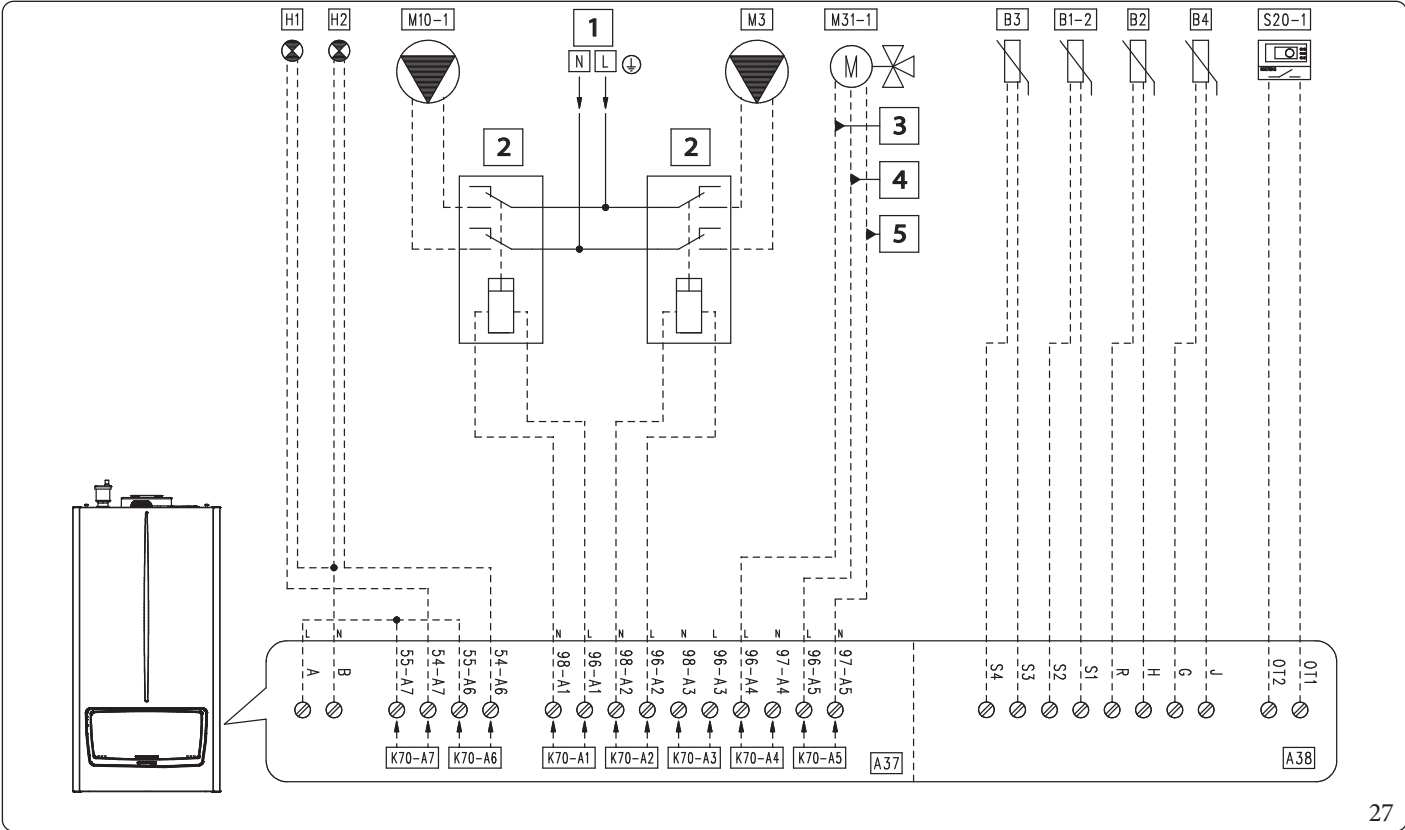 H1 H2 M10-1 1 M3 M31-1 B3 B1-2 B2 B4 S20-1
N L
M
3
2 2
4
5
L N N L N L N L L N L N
A B 55-A7 54-A7 55-A6 54-A6 98-A1 96-A1 98-A2 96-A2 98-A3 96-A3 96-A4 97-A4 96-A5 97-A5 S4 S3 S2 S1 R H G J OT2 OT1
K70-A7 K70-A6 K70-A1 K70-A2 K70-A3 K70-A4 K70-A5 A37 A38
27